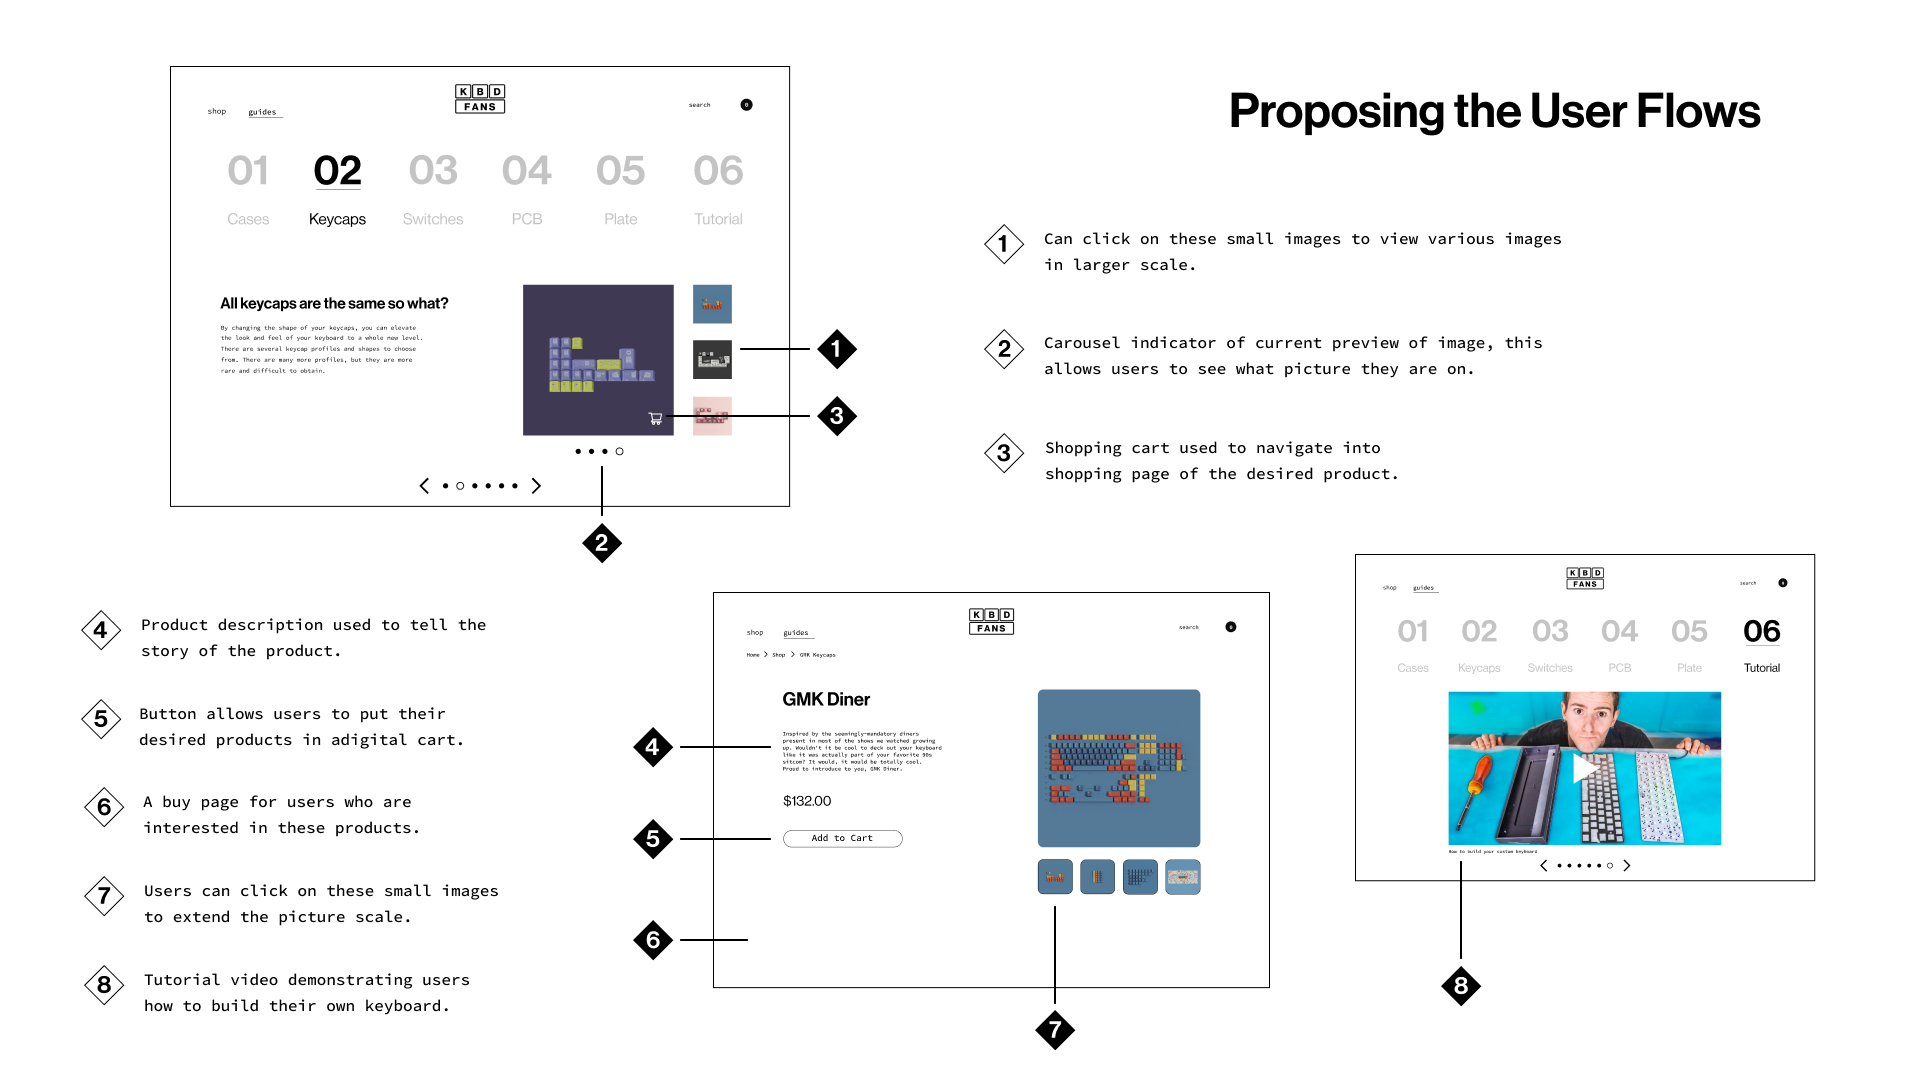 Proposing the User Flows
KBD
FANS
shop
guides
search
0
01
02
03
04
05
06
Cases
Keycaps
Switches
PCB
Plate
Tutorial
All keycaps are the same so what?
By changing the shape of your keycaps, you can elevate
the look and feel of your keyboard to a whole new level.
There are several keycap profiles and shapes to choose
from. There are many more profiles, but they are more
rare and difficult to obtain.
1
3
2
1
Can click on these small images to view various images
in larger scale.
2
Carousel indicator of current preview of image, this
allows users to see what picture they are on.
3
Shopping cart used to navigate into
shopping page of the desired product.
4
Product description used to tell the
story of the product.
5
Button allows users to put their
desired products in adigital cart.
6
A buy page for users who are
interested in these products.
7
Users can click on these small images
to extend the picture scale.
8
Tutorial video demonstrating users
how to build their own keyboard.
KBD
FANS
shop
guides
search
Home > Shop > GMK Keycaps
GMK Diner
Inspired by the seemingly-mandatory diners
present in most of the shows we watched growing
up. Wouldn't it be cool to deck out your keyboard
like it was actually part of your favorite 90s
sitcom? It would, it would be totally cool.
Proud to introduce to you, GMK Diner.
$132.00
Add to Cart
4
5
6
7
KBD
FANS
shop
guides
search
01
02
03
04
05
06
Cases
Keycaps
Switches
PCB
Plate
Tutorial
How to build your custom keyboard
8